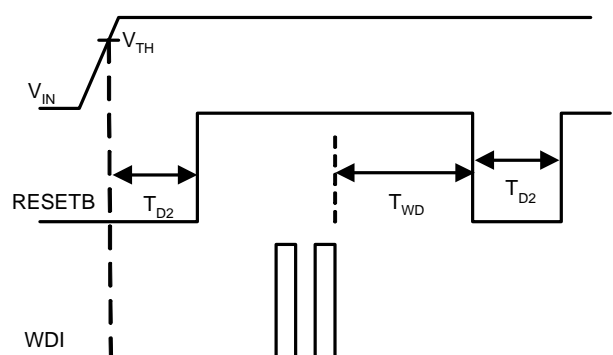 V_TH
V_IN
RESETB
T_D2
T_WD
T_D2
WDI